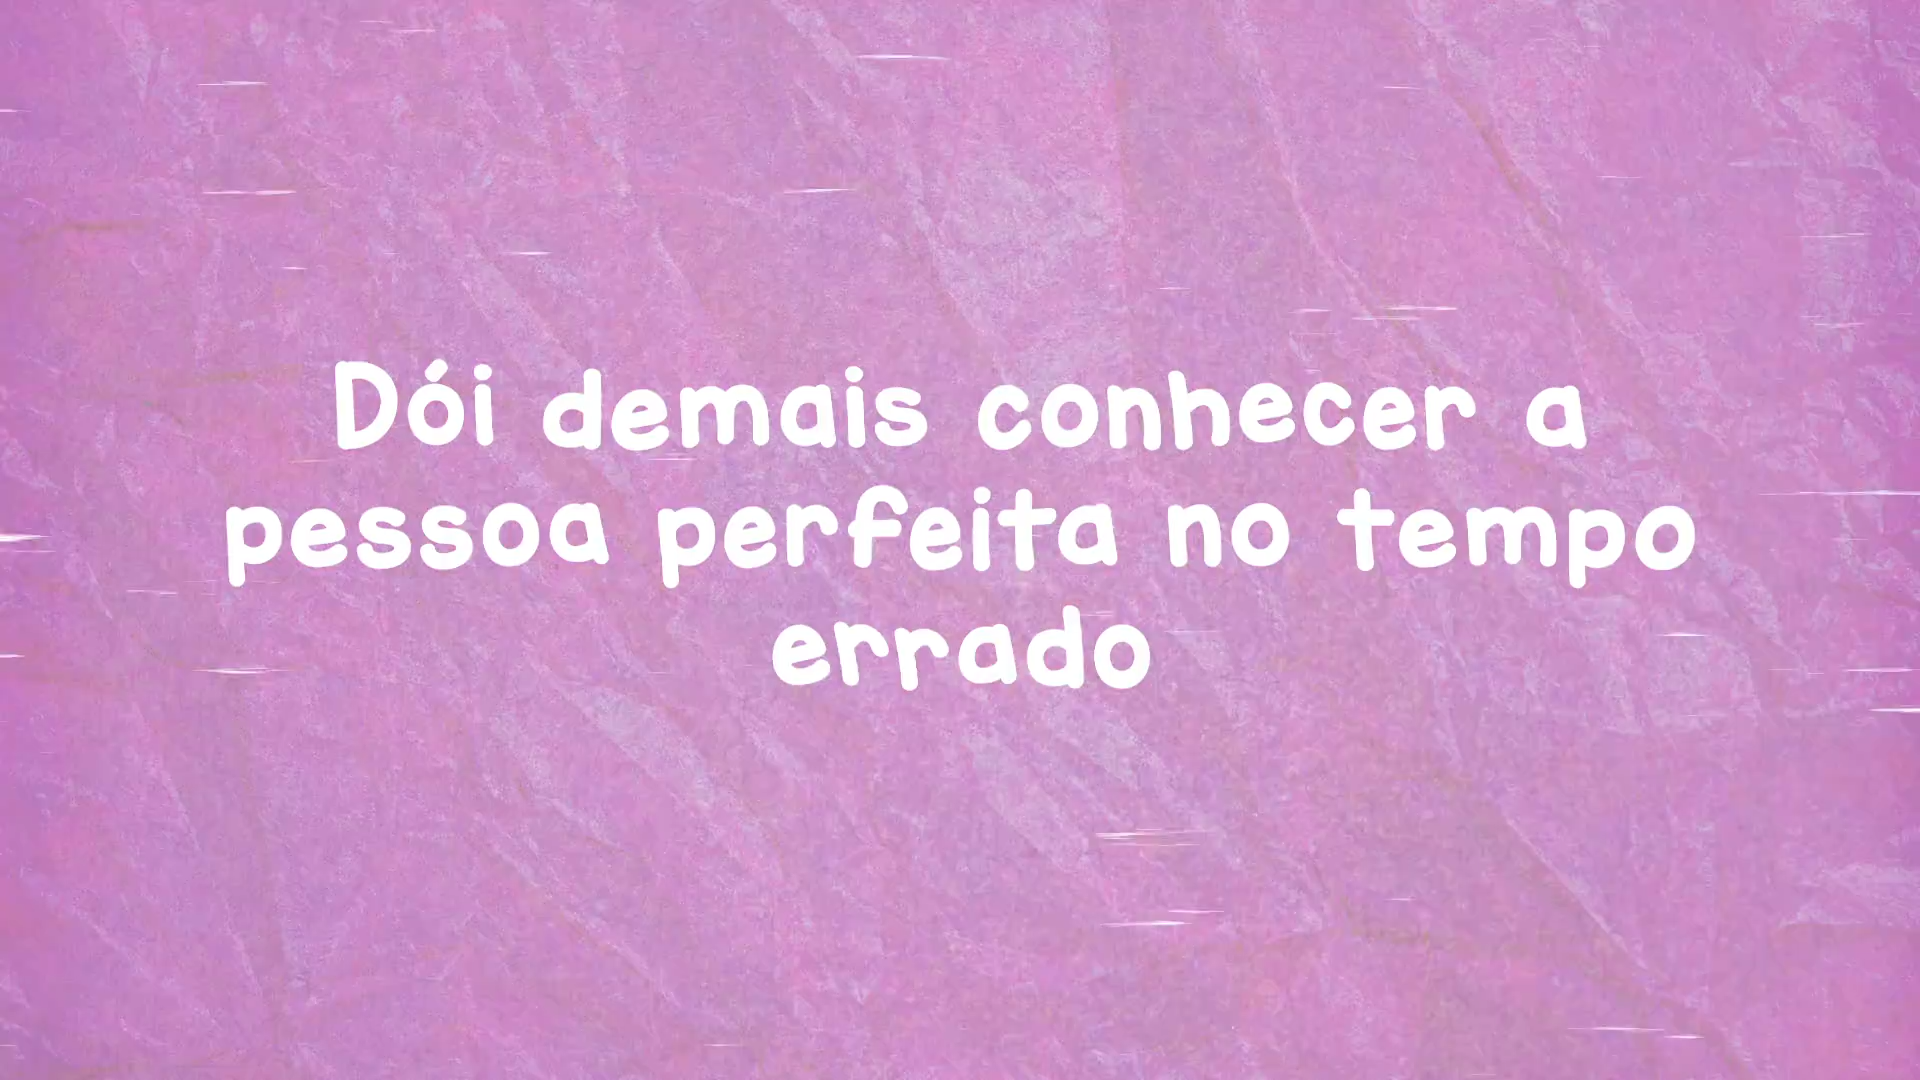 Dói demais conhecer a
pessoa perfeita no tempo
errado